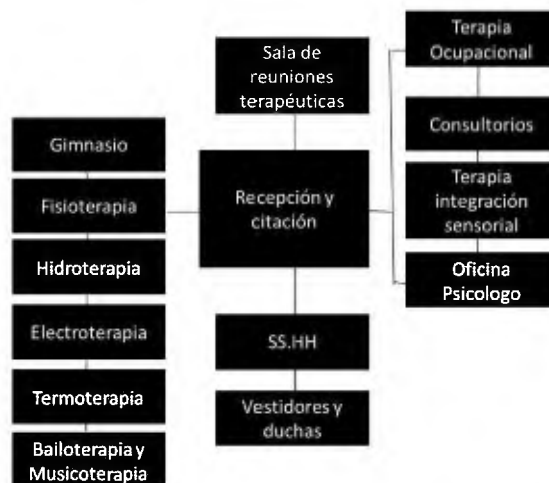 Sala de
reuniones
terapéuticas
Gimnasio
Fisioterapia
Hidroterapia
Electroterapia
Termoterapia
Bailoterapia y
Musicoterapia
Recepción y
citación
SS.HH
Vestidores y
duchas
Terapia
Ocupacional
Consultorios
Terapia
integración
sensorial
Oficina
Psicologo